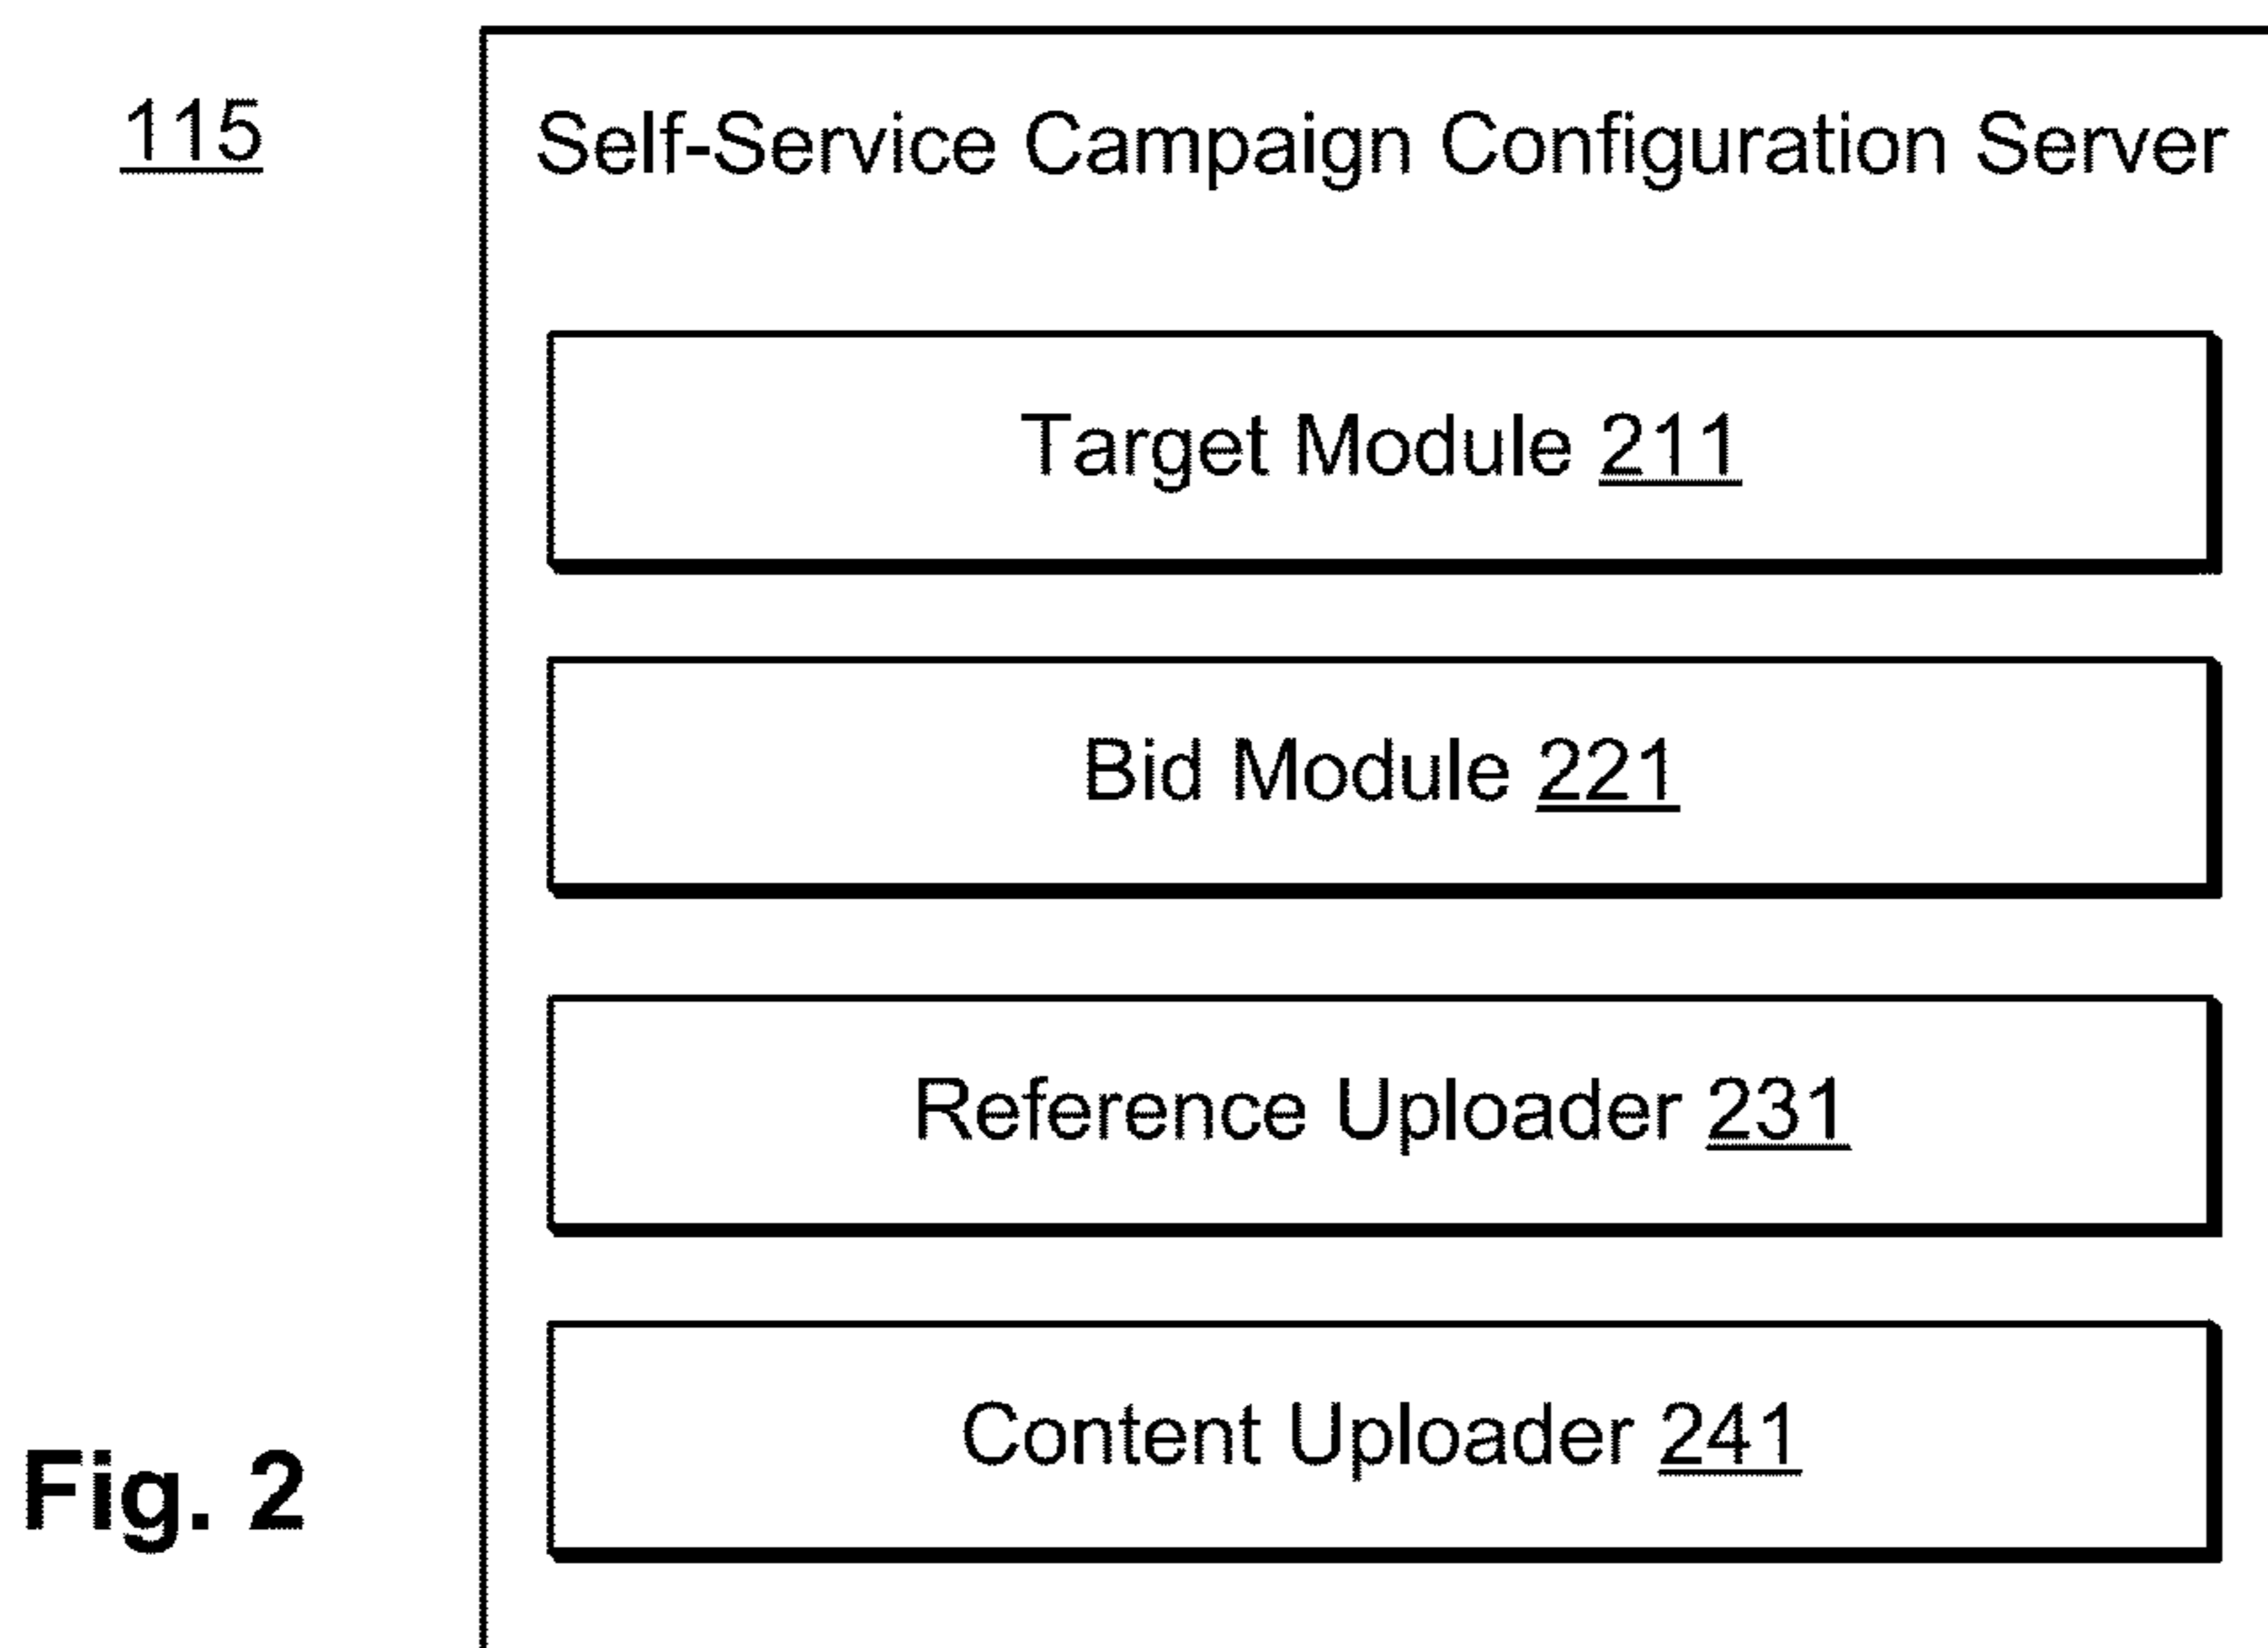 115
Self-Service Campaign Configuration Server
Target Module 211
Bid Module 221
Reference Uploader 231
Content Uploader 241
Fig. 2